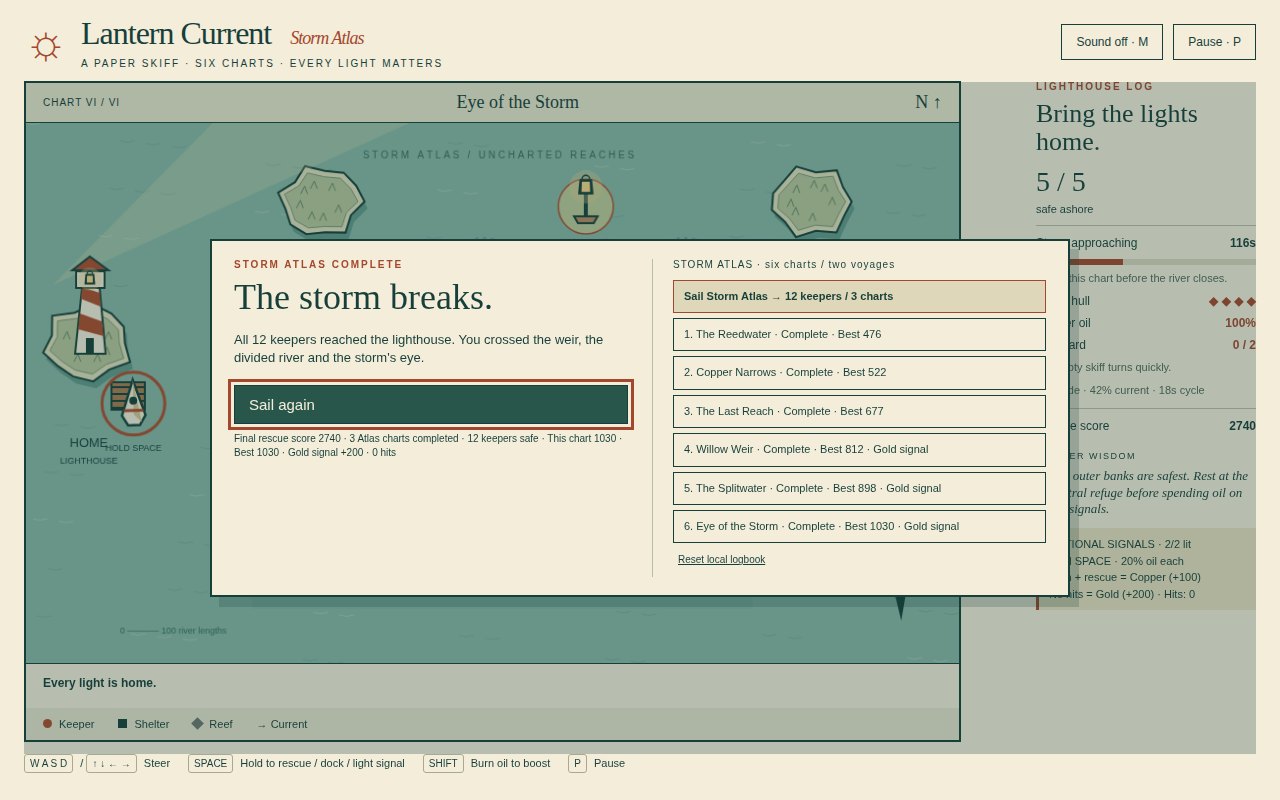 Lantern Current Storm Atlas
A PAPER SKIFF · SIX CHARTS · EVERY LIGHT MATTERS
Sound off · M
Pause · P
CHART VI / VI
Eye of the Storm
N ↑
STORM ATLAS / UNCHARTED REACHES
HOME
LIGHTHOUSE
HOLD SPACE
0 ——— 100 river lengths
STORM ATLAS COMPLETE
The storm breaks.
All 12 keepers reached the lighthouse. You crossed the weir, the
divided river and the storm's eye.
Sail again
Final rescue score 2740 · 3 Atlas charts completed · 12 keepers safe · This chart 1030 ·
Best 1030 · Gold signal +200 · 0 hits
STORM ATLAS · six charts / two voyages
Sail Storm Atlas → 12 keepers / 3 charts
1. The Reedwater · Complete · Best 476
2. Copper Narrows · Complete · Best 522
3. The Last Reach · Complete · Best 677
4. Willow Weir · Complete · Best 812 · Gold signal
5. The Splitwater · Complete · Best 898 · Gold signal
6. Eye of the Storm · Complete · Best 1030 · Gold signal
Reset local logbook
LIGHTHOUSE LOG
Bring the lights
home.
5 / 5
safe ashore
approaching 116s
this chart before the river closes.
hull
oil 100%
0 / 2
skiff turns quickly.
· 42% current · 18s cycle
score 2740
WISDOM
outer banks are safest. Rest at the
refuge before spending oil on
signals.
SIGNALS · 2/2 lit
SPACE · 20% oil each
+ rescue = Copper (+100)
hits = Gold (+200) · Hits: 0
Every light is home.
Keeper Shelter Reef → Current
W A S D / ↑ ↓ ← → Steer SPACE Hold to rescue / dock / light signal SHIFT Burn oil to boost P Pause